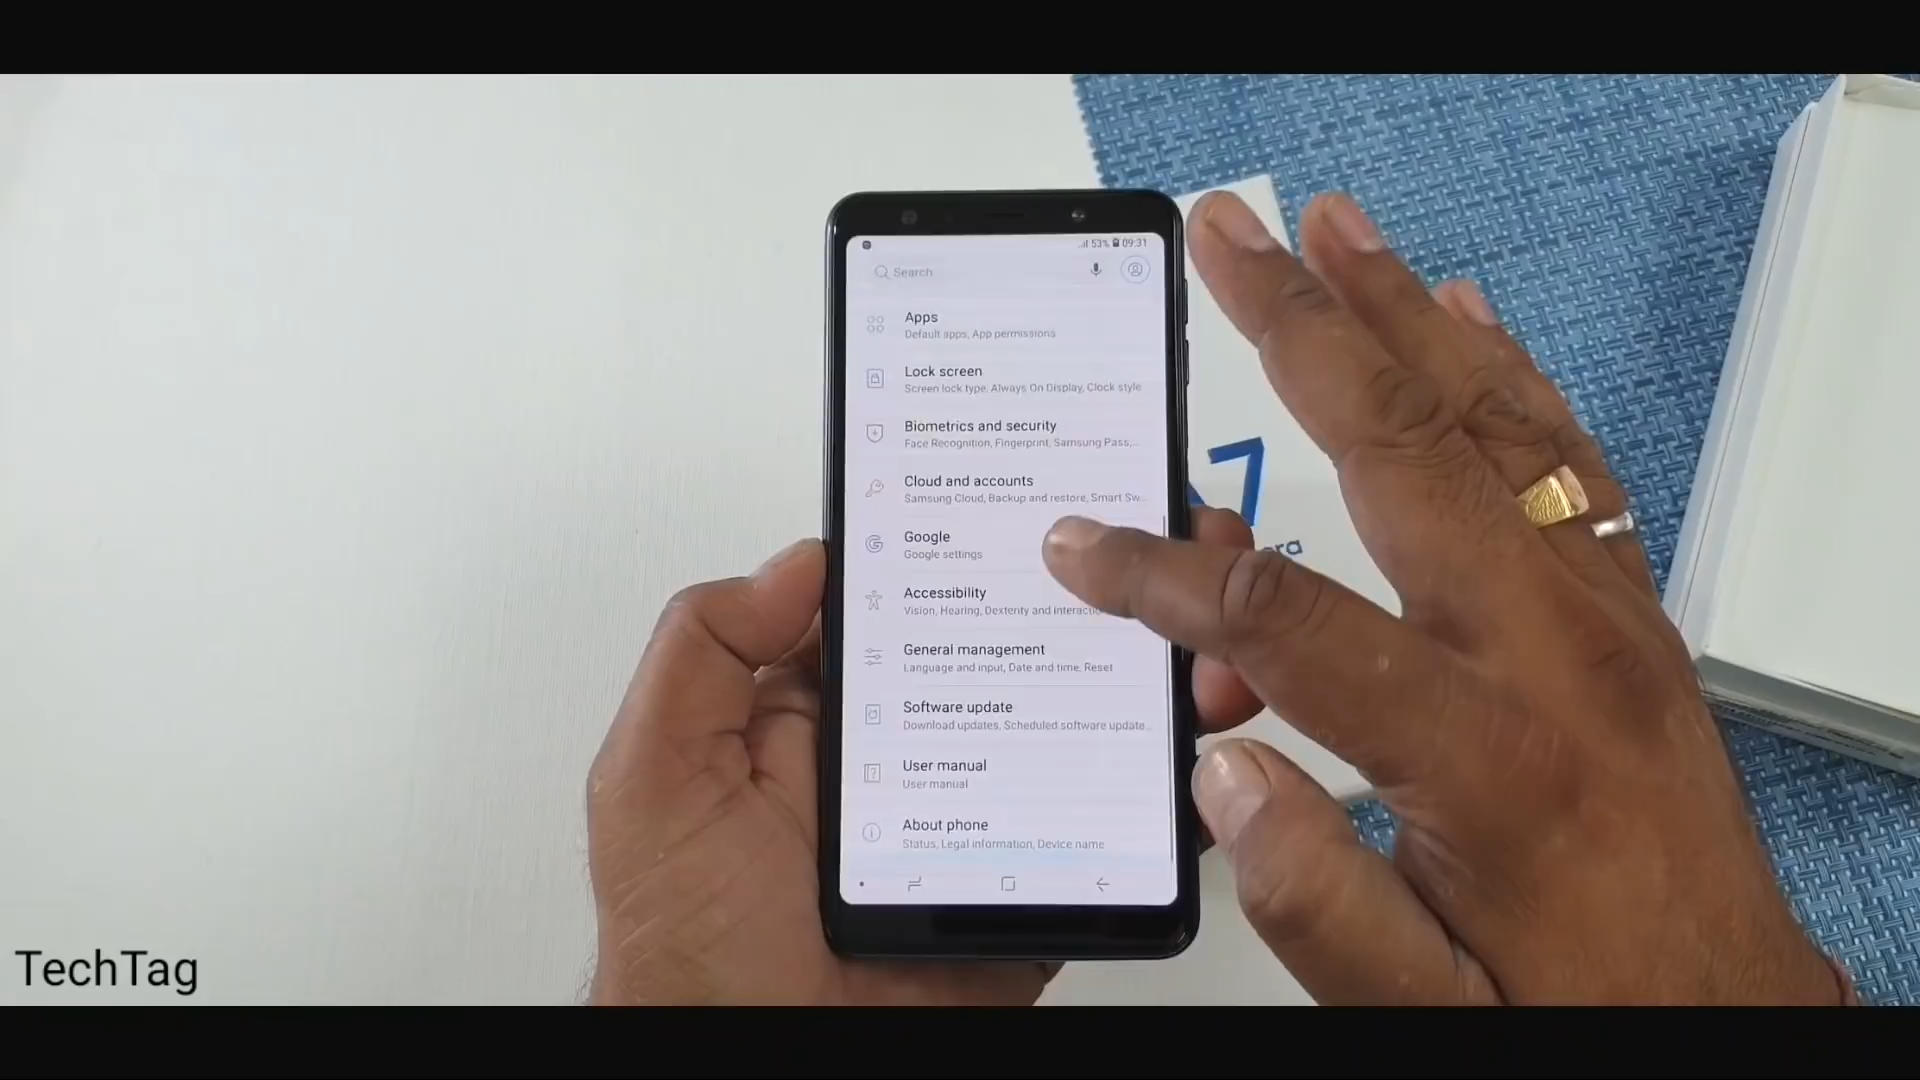 53% 09:31
Search
Apps
Default apps, App permissions
Lock screen
Screen lock type, Always On Display, Clock style
Biometrics and security
Face Recognition, Fingerprint, Samsung Pass,...
Cloud and accounts
Samsung Cloud, Backup and restore, Smart Sw...
Google
Google settings
Accessibility
Vision, Hearing, Dexterity and
General management
Language and input, Date and time, Reset
Software update
Download updates, Scheduled software update...
User manual
User manual
About phone
Status, Legal information, Device name
7
era
TechTag